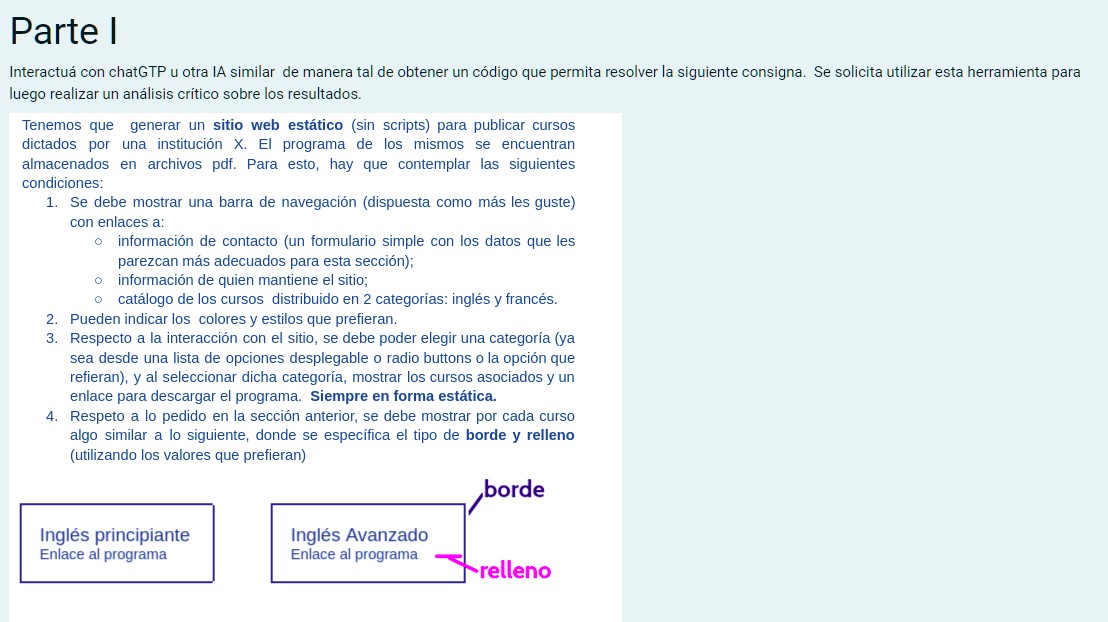 Parte I
Interactuá con chatGTP u otra IA similar  de manera tal de obtener un código que permita resolver la siguiente consigna.  Se solicita utilizar esta herramienta para
luego realizar un análisis crítico sobre los resultados.
Tenemos que  generar un sitio web estático (sin scripts) para publicar cursos
dictados por una institución X. El programa de los mismos se encuentran
almacenados en archivos pdf. Para esto, hay que contemplar las siguientes
condiciones:
1. Se debe mostrar una barra de navegación (dispuesta como más les guste)
con enlaces a:
○ información de contacto (un formulario simple con los datos que les
parezcan más adecuados para esta sección);
○ información de quien mantiene el sitio;
○ catálogo de los cursos  distribuido en 2 categorías: inglés y francés.
2. Pueden indicar los  colores y estilos que prefieran.
3. Respecto a la interacción con el sitio, se debe poder elegir una categoría (ya
sea desde una lista de opciones desplegable o radio buttons o la opción que
refieran), y al seleccionar dicha categoría, mostrar los cursos asociados y un
enlace para descargar el programa.  Siempre en forma estática.
4. Respeto a lo pedido en la sección anterior, se debe mostrar por cada curso
algo similar a lo siguiente, donde se específica el tipo de borde y relleno
(utilizando los valores que prefieran)
borde
Inglés principiante
Enlace al programa
Inglés Avanzado
Enlace al programa
relleno